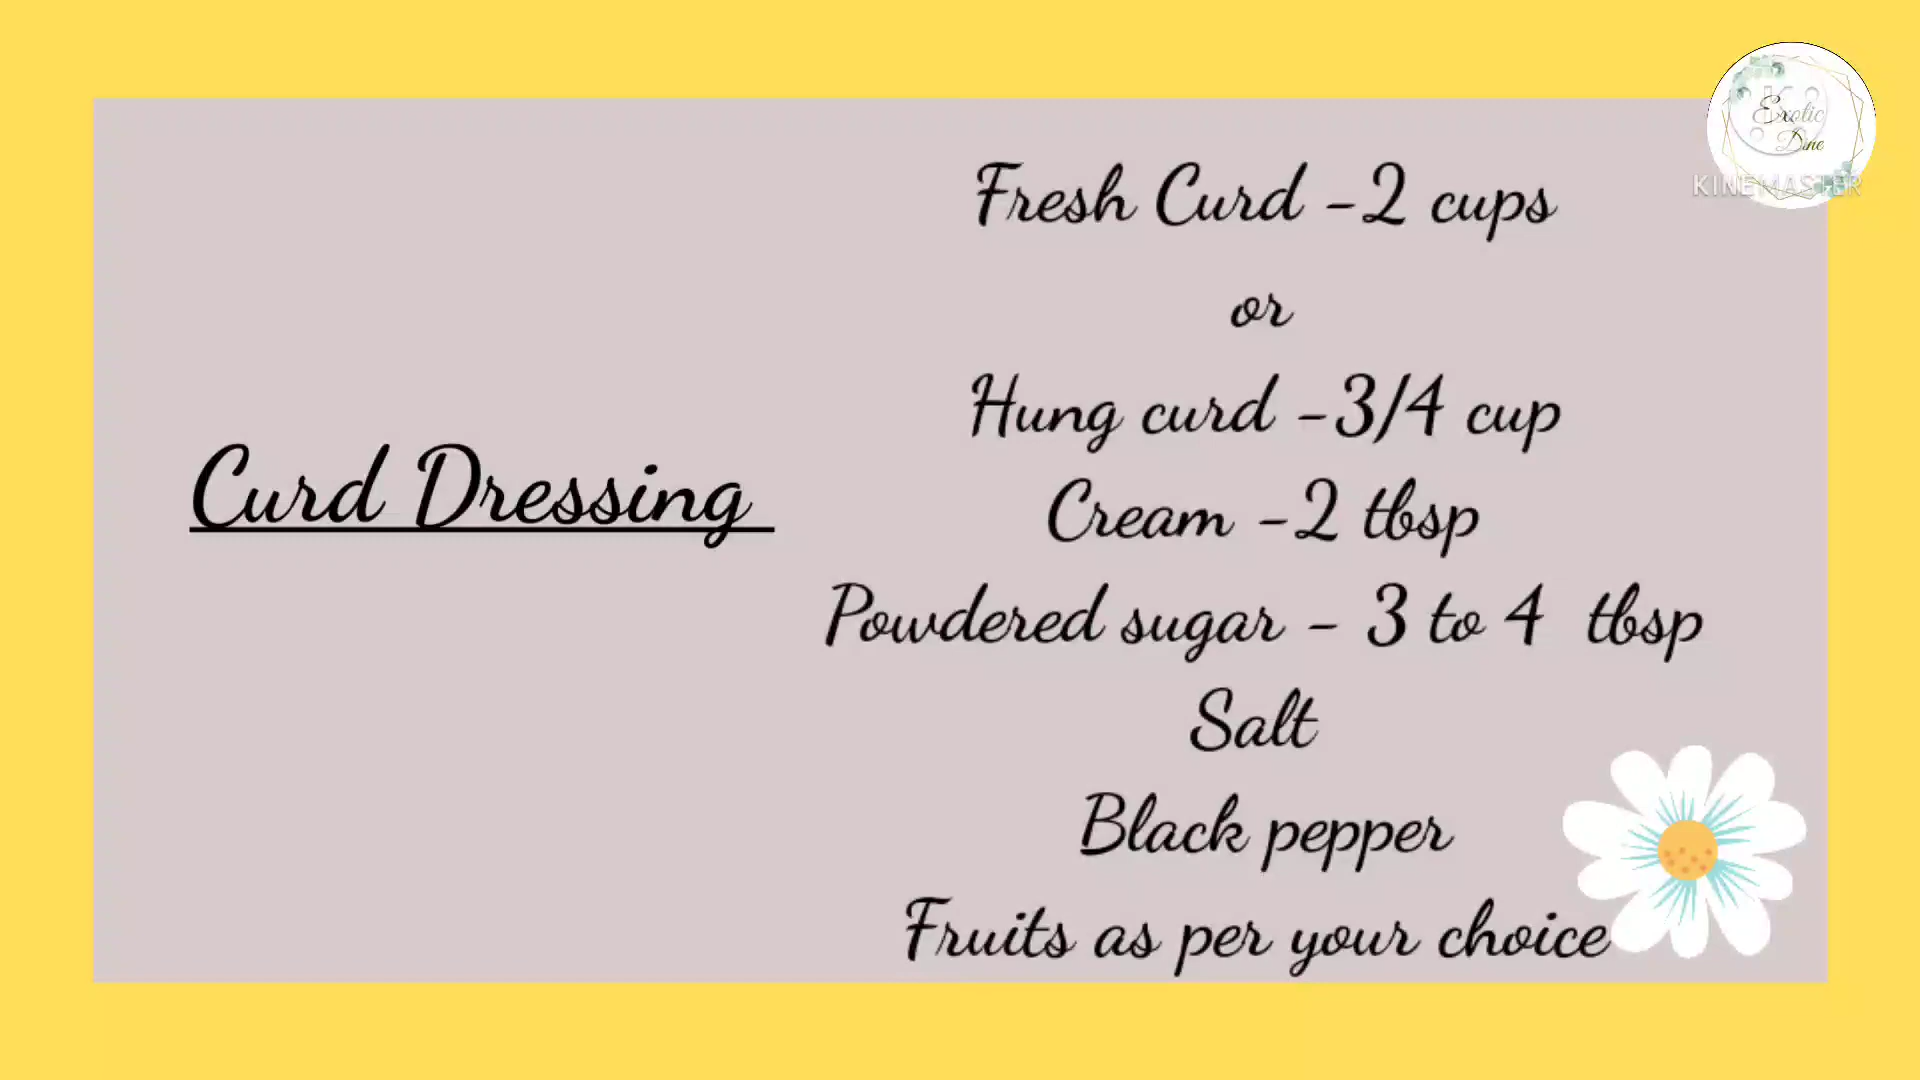 Exotic
Dine
KINEMASTER
Fresh Curd -2 cups
or
Hung curd -3/4 cup
Curd Dressing
Cream -2 tbsp
Powdered sugar - 3 to 4 tbsp
Salt
Black pepper
Fruits as per your choice